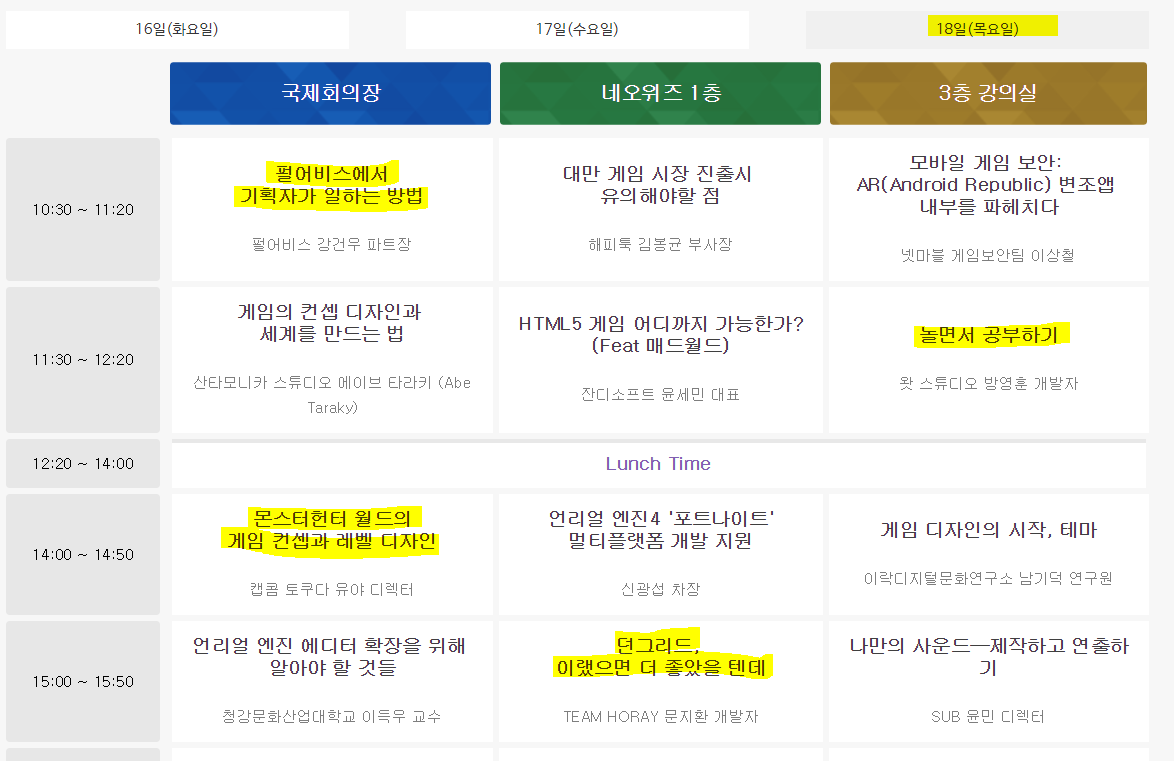 16일(화요일)
17일(수요일)
18일(목요일)
국제회의장
네오위즈 1층
3층 강의실
10:30 ~ 11:20
펄어비스에서
기획자가 일하는 방법
펄어비스 강건우 파트장
대만 게임 시장 진출시
유의해야할 점
해피툭 김봉균 부사장
모바일 게임 보안:
AR(Android Republic) 변조앱
내부를 파헤치다
넷마블 게임보안팀 이상철
11:30 ~ 12:20
게임의 컨셉 디자인과
세계를 만드는 법
산타모니카 스튜디오 에이브 타라키 (Abe
Taraky)
HTML5 게임 어디까지 가능한가?
(Feat 매드월드)
잔디소프트 윤세민 대표
놀면서 공부하기
왓 스튜디오 방영훈 개발자
12:20 ~ 14:00
Lunch Time
14:00 ~ 14:50
몬스터헌터 월드의
게임 컨셉과 레벨 디자인
캡콤 토쿠다 유야 디렉터
언리얼 엔진4 '포트나이트'
멀티플랫폼 개발 지원
신광섭 차장
게임 디자인의 시작, 테마
이락디지털문화연구소 남기덕 연구원
15:00 ~ 15:50
언리얼 엔진 에디터 확장을 위해
알아야 할 것들
청강문화산업대학교 이득우 교수
던그리드,
이랬으면 더 좋았을 텐데
TEAM HORAY 문지환 개발자
나만의 사운드—제작하고 연출하
기
SUB 윤민 디렉터